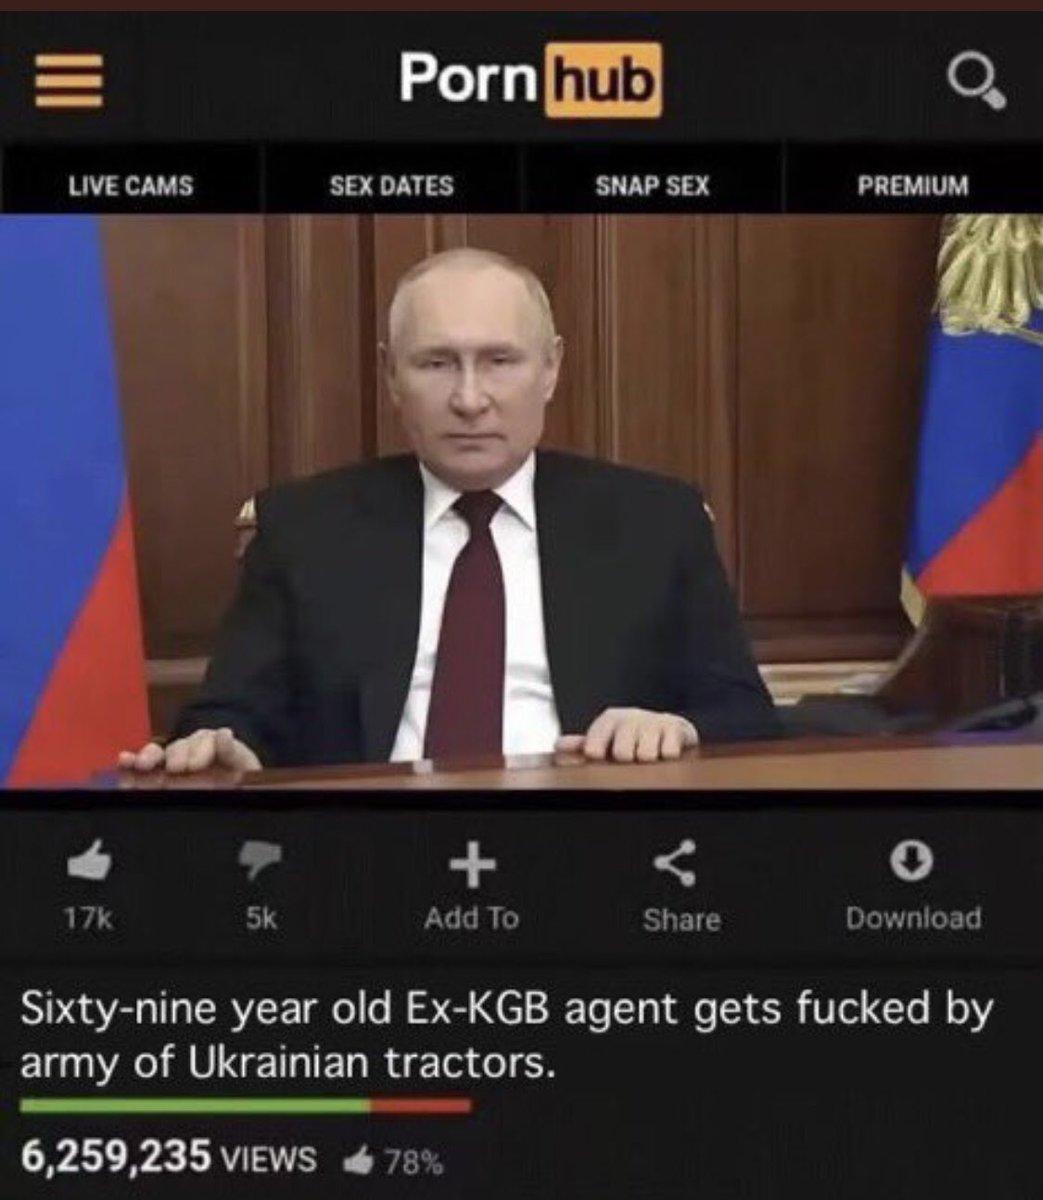 Porn hub
LIVE CAMS SEX DATES SNAP SEX PREMIUM
17k 5k Add To Share Download
Sixty-nine year old Ex-KGB agent gets fucked by
army of Ukrainian tractors.
6,259,235 VIEWS 78%